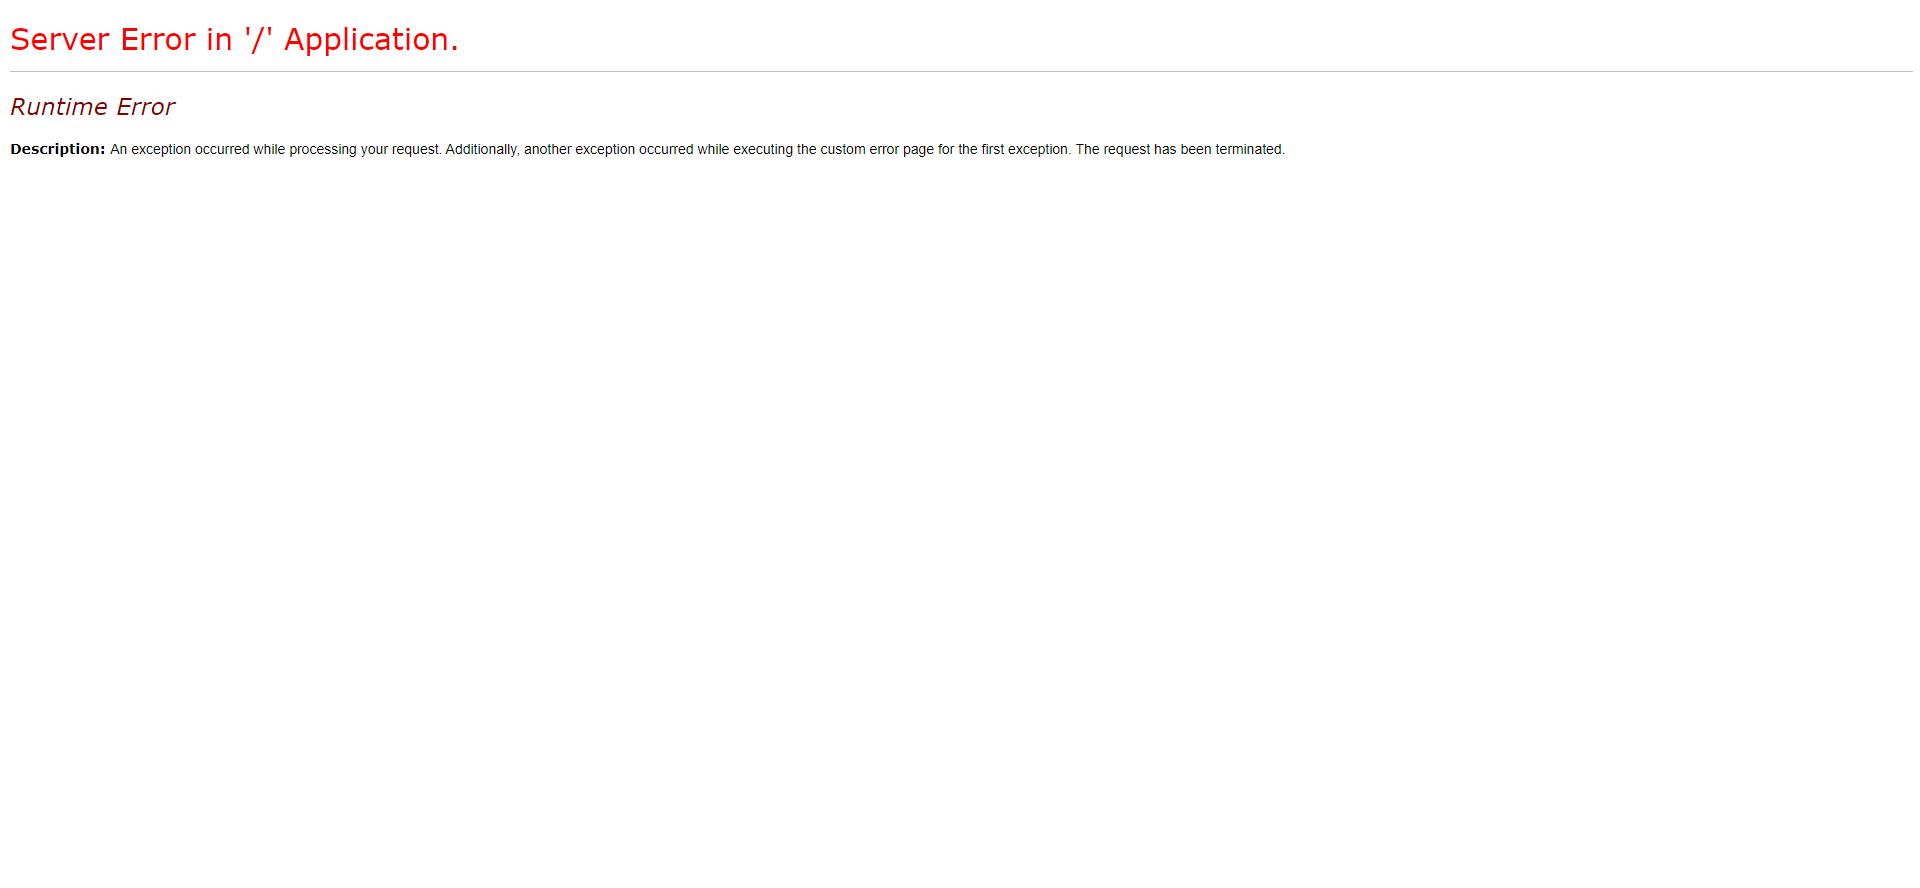 Server Error in '/' Application.
Runtime Error
Description: An exception occurred while processing your request. Additionally, another exception occurred while executing the custom error page for the first exception. The request has been terminated.